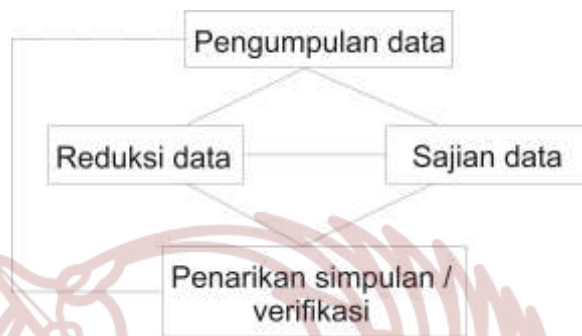 Pengumpulan data
Reduksi data
Sajian data
Penarikan simpulan /
verifikasi